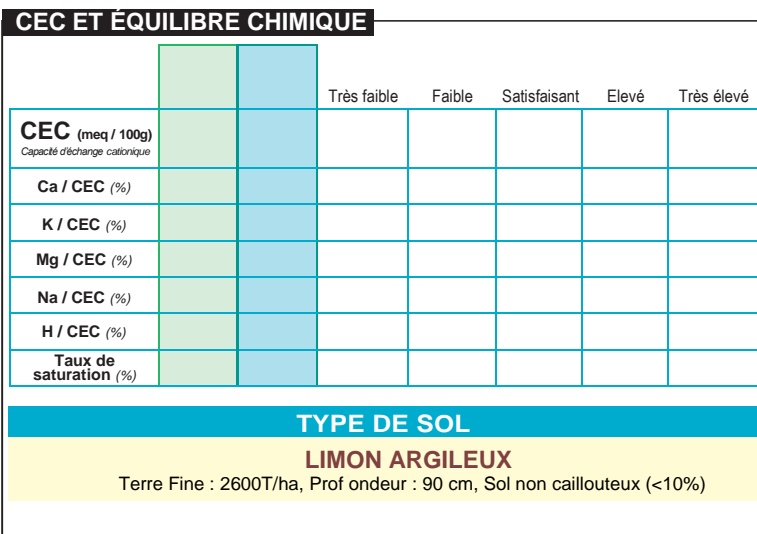 CEC ET ÉQUILIBRE CHIMIQUE
Très faible Faible Satisfaisant Elevé Très élevé
CEC (meq / 100g)
Capacité d'échange cationique
Ca / CEC (%)
K / CEC (%)
Mg / CEC (%)
Na / CEC (%)
H / CEC (%)
Taux de
saturation (%)
TYPE DE SOL
LIMON ARGILEUX
Terre Fine : 2600T/ha, Prof ondeur : 90 cm, Sol non caillouteux (<10%)